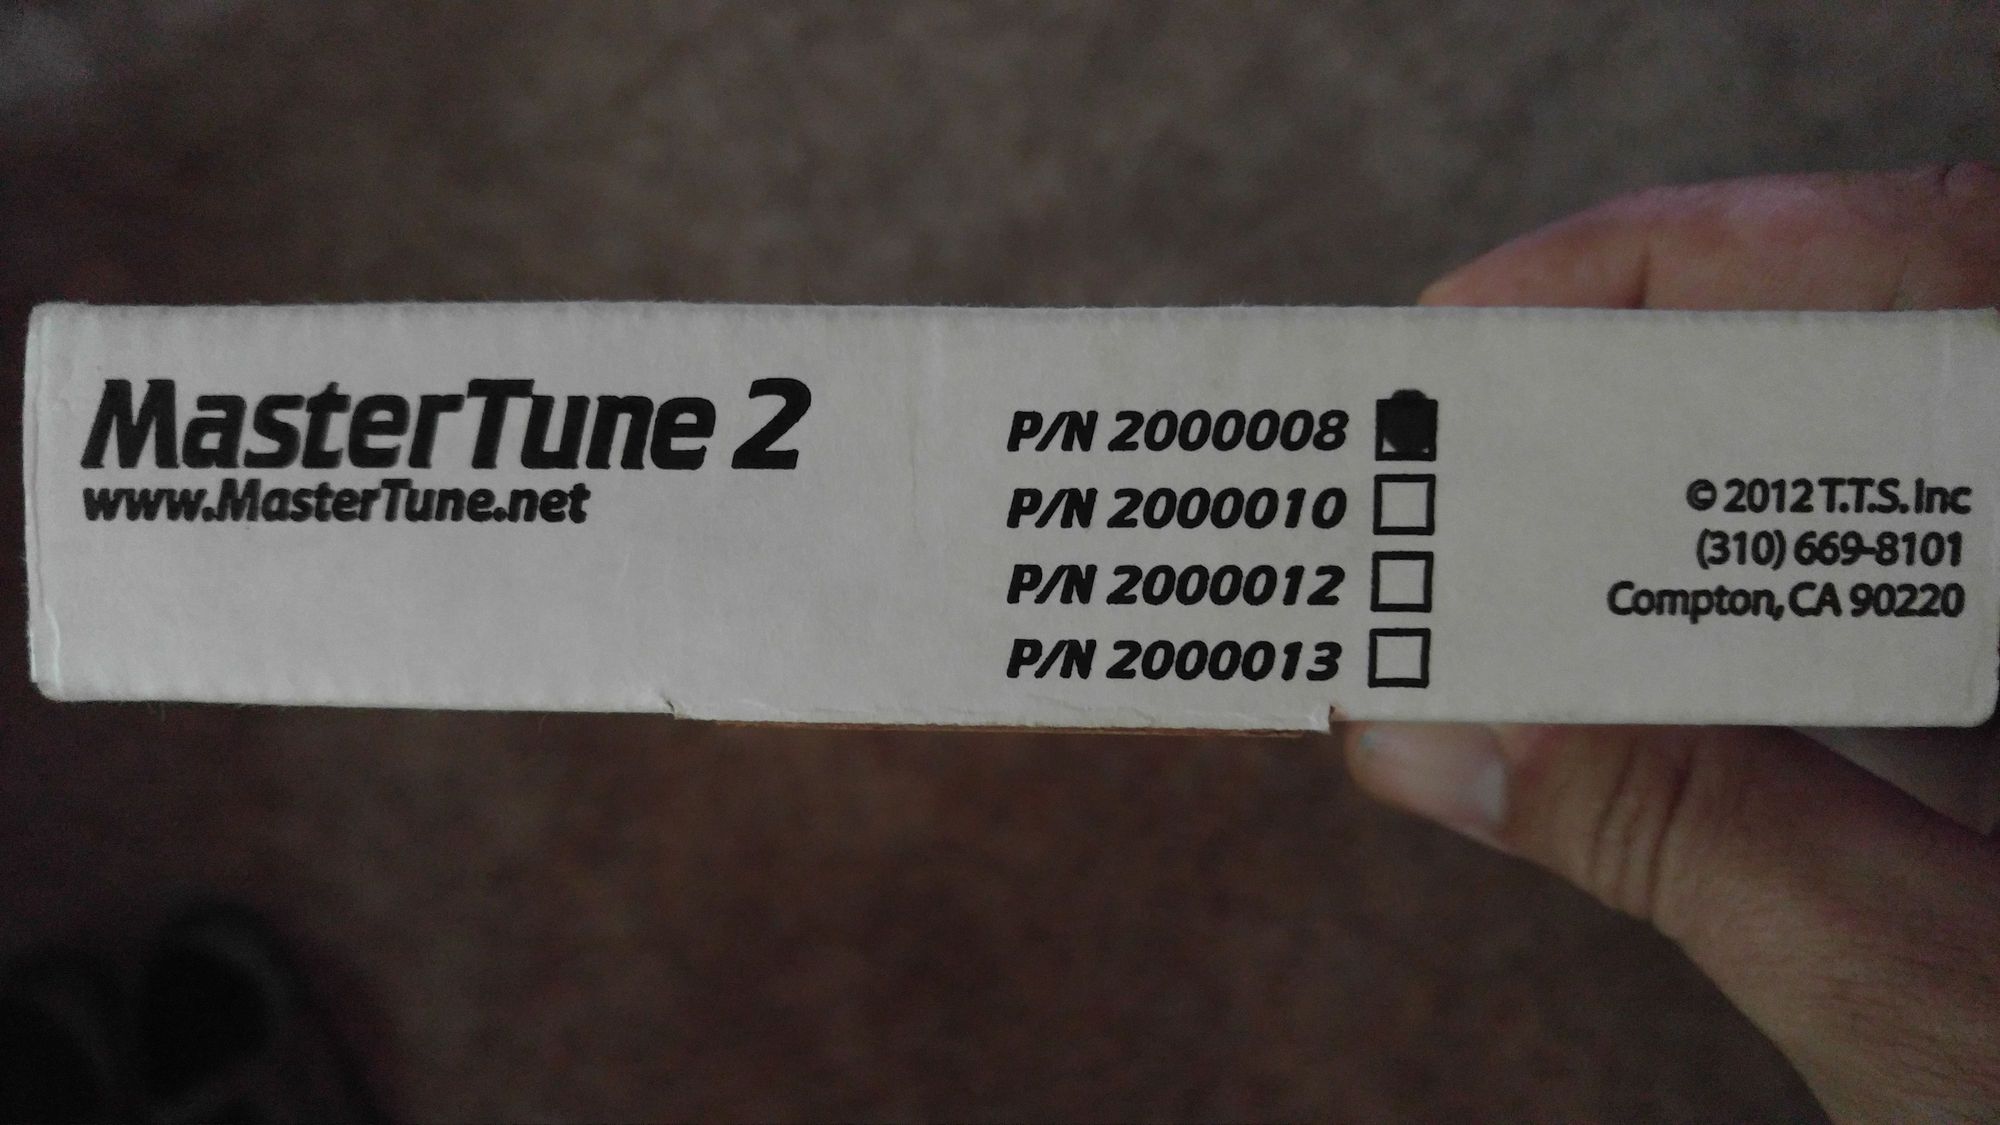 MasterTune 2
www.MasterTune.net
P/N 2000008
P/N 2000010
P/N 2000012
P/N 2000013
© 2012 T.T.S. Inc
(310) 669-8101
Compton, CA 90220